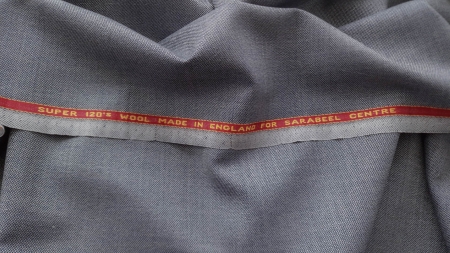 SUPER 120's WOOL MADE IN ENGLAND FOR SARABEEL CENTRE